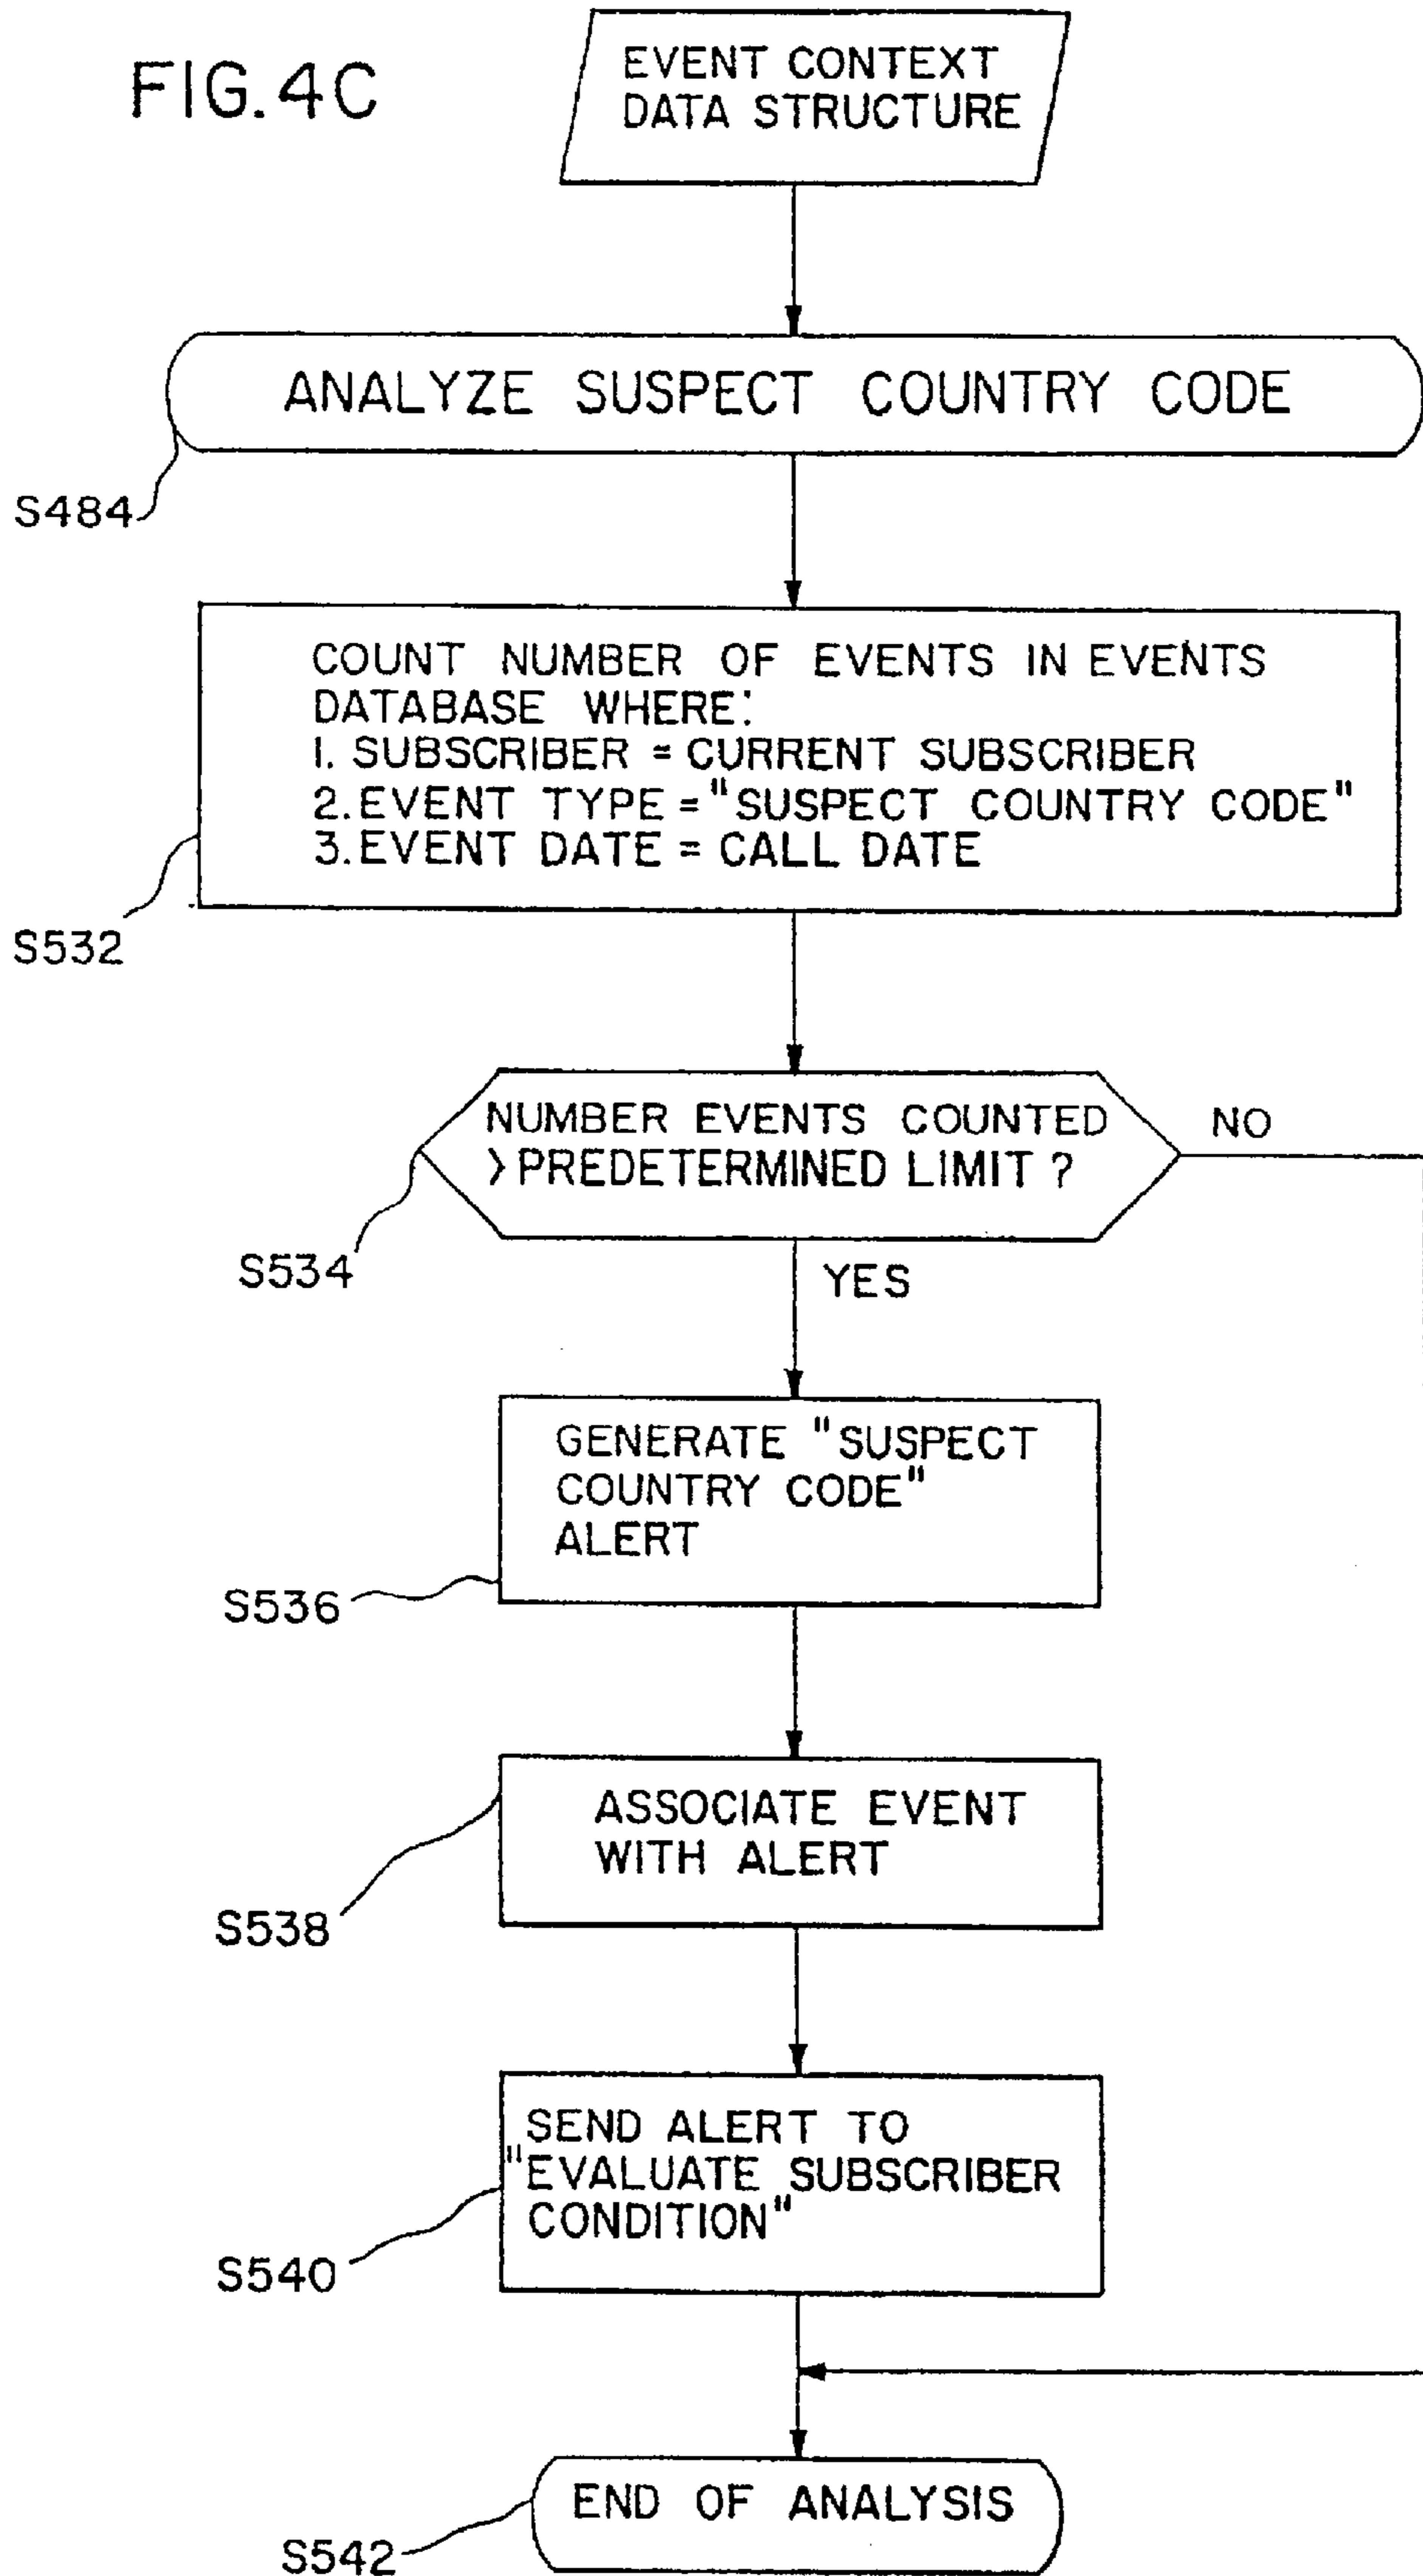 FIG. 4C
EVENT CONTEXT
DATA STRUCTURE
ANALYZE SUSPECT COUNTRY CODE
S484
COUNT NUMBER OF EVENTS IN EVENTS
DATABASE WHERE:
1. SUBSCRIBER = CURRENT SUBSCRIBER
2. EVENT TYPE = "SUSPECT COUNTRY CODE"
3. EVENT DATE = CALL DATE
S532
NUMBER EVENTS COUNTED
> PREDETERMINED LIMIT ?
NO
S534
YES
GENERATE "SUSPECT
COUNTRY CODE"
ALERT
S536
ASSOCIATE EVENT
WITH ALERT
S538
SEND ALERT TO
"EVALUATE SUBSCRIBER
CONDITION"
S540
END OF ANALYSIS
S542